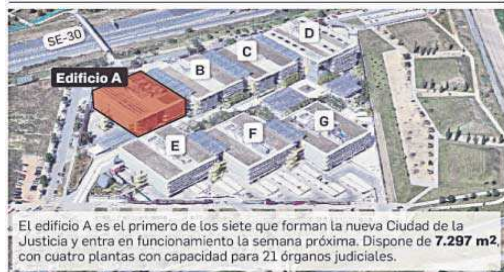 SE-30
D
C
B
Edificio A
G
F
E
El edificio A es el primero de los siete que forman la nueva Ciudad de la
Justicia y entra en funcionamiento la semana próxima. Dispone de 7.297 m²,
con cuatro plantas con capacidad para 21 órganos judiciales.